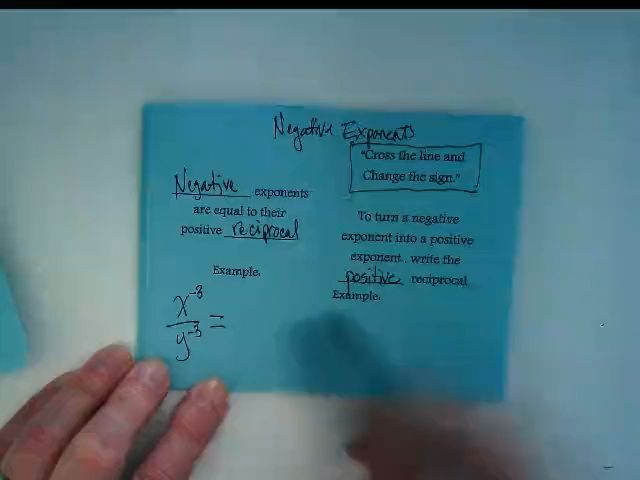 Negative Exponents
"Cross the line and
Change the sign."
Negative exponents
are equal to their
positive reciprocal
Example.
x⁻³
y⁻³ =
To turn a negative
exponent into a positive
exponent, write the
positive reciprocal
Example.